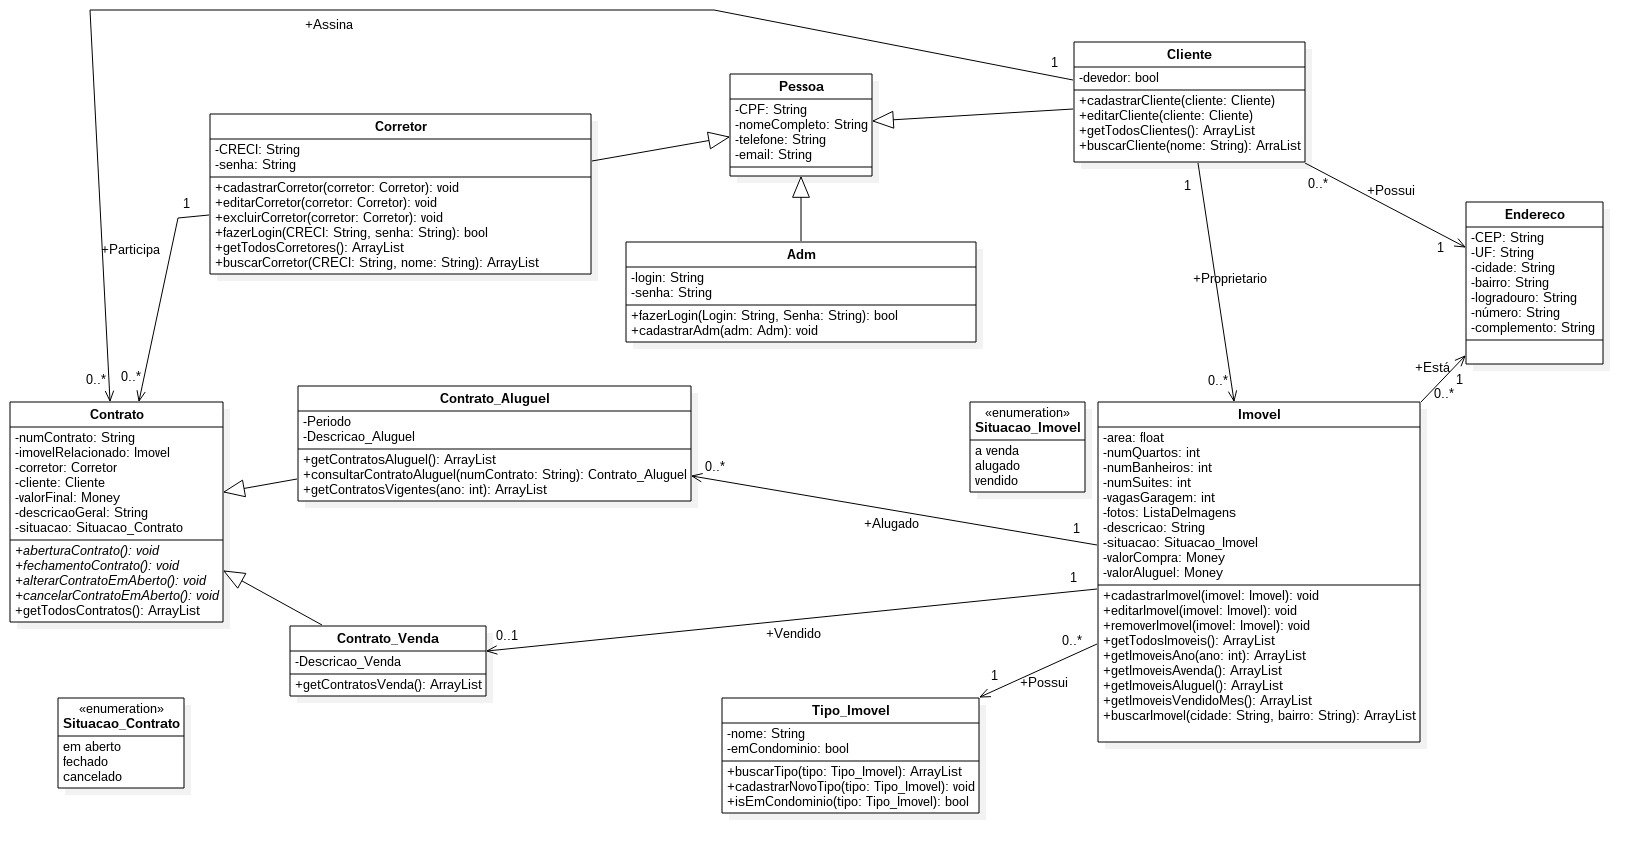 +Assina
1
Cliente
-devedor: bool
+cadastrarCliente(cliente: Cliente)
+editarCliente(cliente: Cliente)
+getTodosClientes(): ArrayList
+buscarCliente(nome: String): ArraList
Pessoa
-CPF: String
-nomeCompleto: String
-telefone: String
-email: String
Corretor
-CRECI: String
-senha: String
+cadastrarCorretor(corretor: Corretor): void
+editarCorretor(corretor: Corretor): void
+excluirCorretor(corretor: Corretor): void
+fazerLogin(CRECI: String, senha: String): bool
+getTodosCorretores(): ArrayList
+buscarCorretor(CRECI: String, nome: String): ArrayList
1
+Participa
0..*
0..*
Adm
-login: String
-senha: String
+fazerLogin(Login: String, Senha: String): bool
+cadastrarAdm(adm: Adm): void
1
+Proprietario
0..*
0..*
+Possui
1
Endereco
-CEP: String
-UF: String
-cidade: String
-bairro: String
-logradouro: String
-número: String
-complemento: String
+Está
1
0..*
Contrato
-numContrato: String
-imovelRelacionado: Imovel
-corretor: Corretor
-cliente: Cliente
-valorFinal: Money
-descricaoGeral: String
-situacao: Situacao_Contrato
+aberturaContrato(): void
+fechamentoContrato(): void
+alterarContratoEmAberto(): void
+cancelarContratoEmAberto(): void
+getTodosContratos(): ArrayList
Contrato_Aluguel
-Periodo
-Descricao_Aluguel
+getContratosAluguel(): ArrayList
+consultarContratoAluguel(numContrato: String): Contrato_Aluguel
+getContratosVigentes(ano: int): ArrayList
0..*
+Alugado
1
«enumeration»
Situacao_Imovel
a venda
alugado
vendido
Imovel
-area: float
-numQuartos: int
-numBanheiros: int
-numSuites: int
-vagasGaragem: int
-fotos: ListaDeImagens
-descricao: String
-situacao: Situacao_Imovel
-valorCompra: Money
-valorAluguel: Money
+cadastrarImovel(imovel: Imovel): void
+editarImovel(imovel: Imovel): void
+removerImovel(imovel: Imovel): void
+getTodosImoveis(): ArrayList
+getImoveisAno(ano: int): ArrayList
+getImoveisAvenda(): ArrayList
+getImoveisAluguel(): ArrayList
+getImoveisVendidoMes(): ArrayList
+buscarImovel(cidade: String, bairro: String): ArrayList
1
+Vendido
0..1
Contrato_Venda
-Descricao_Venda
+getContratosVenda(): ArrayList
0..*
+Possui
1
Tipo_Imovel
-nome: String
-emCondominio: bool
+buscarTipo(tipo: Tipo_Imovel): ArrayList
+cadastrarNovoTipo(tipo: Tipo_Imovel): void
+isEmCondominio(tipo: Tipo_Imovel): bool
«enumeration»
Situacao_Contrato
em aberto
fechado
cancelado